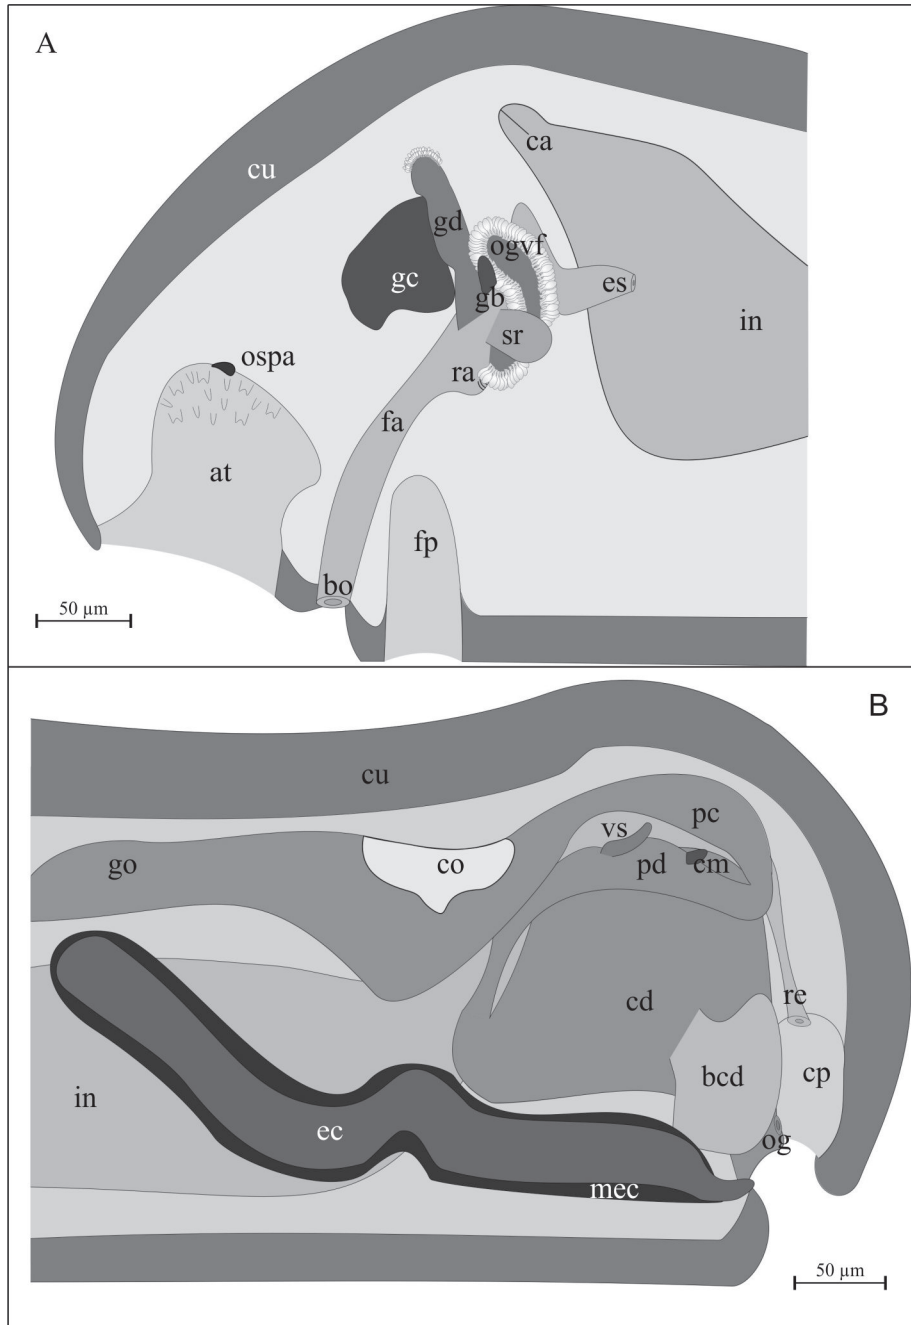 A
cu
ca
gd
ogvf
gc
gb
es
in
sr
ospa
ra
fa
at
fp
bo
50 µm
B
cu
pc
vs
go
co
pd
cm
cd
re
bcd
cp
in
ec
og
mec
50 µm